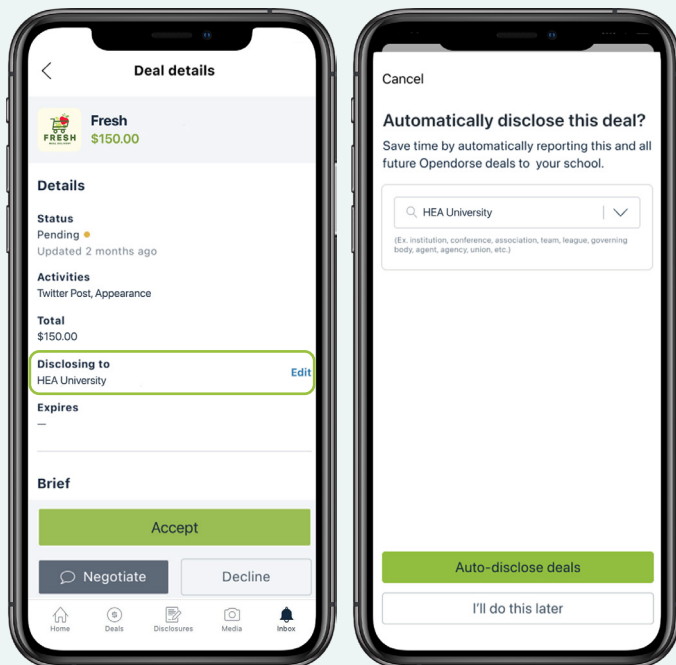 Deal details
FRESH
MEAL DELIVERY
Fresh
$150.00
Details
Status
Pending
Updated 2 months ago
Activities
Twitter Post, Appearance
Total
$150.00
Disclosing to
HEA University
Edit
Expires
—
Brief
Accept
Negotiate
Decline
Home
Deals
Disclosures
Media
Inbox
Cancel
Automatically disclose this deal?
Save time by automatically reporting this and all
future Opendorse deals to your school.
HEA University
(Ex. institution, conference, association, team, league, governing
body, agent, agency, union, etc.)
Auto-disclose deals
I'll do this later